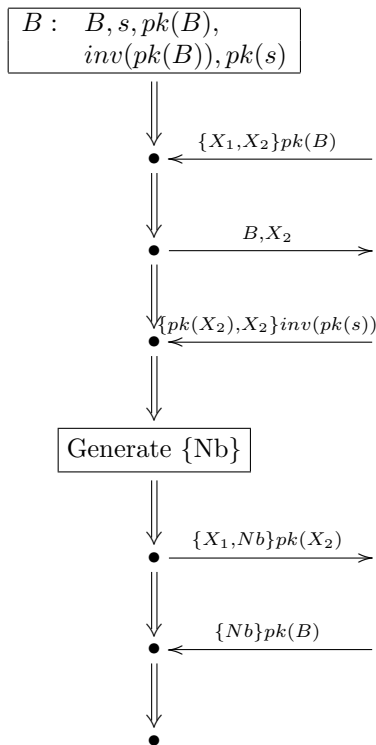 B : B, s, pk(B),
inv(pk(B)), pk(s)
{X₁,X₂}pk(B)
B,X₂
{pk(X₂),X₂}inv(pk(s))
Generate {Nb}
{X₁,Nb}pk(X₂)
{Nb}pk(B)